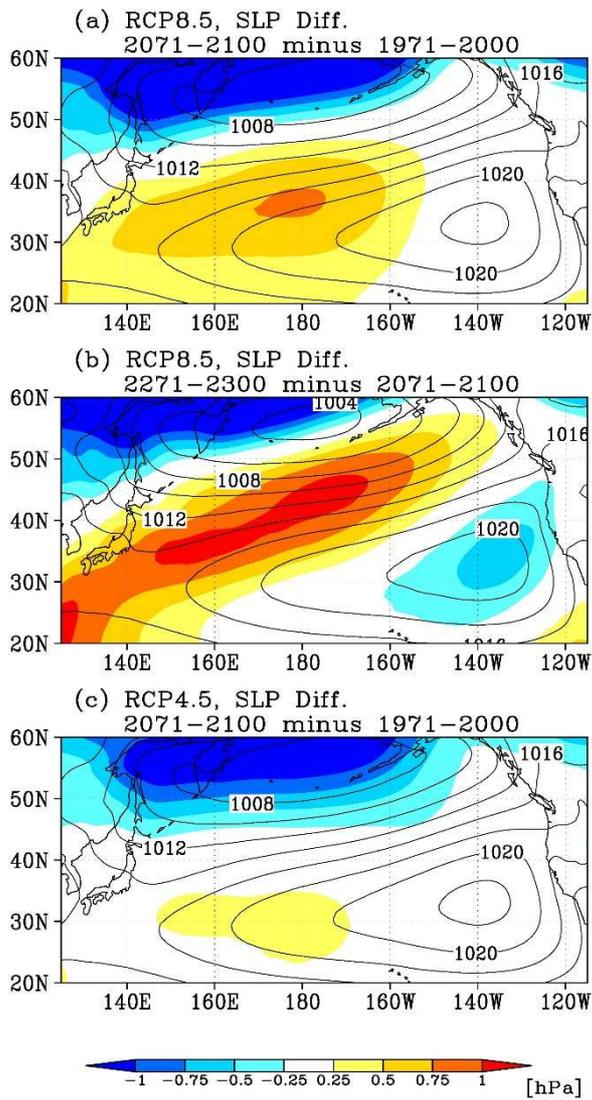 (a) RCP8.5, SLP Diff.
2071−2100 minus 1971−2000
60N
50N
40N
30N
20N
1016
1008
1012
1020
1020
140E 160E 180 160W 140W 120W
(b) RCP8.5, SLP Diff.
2271−2300 minus 2071−2100
60N
50N
40N
30N
20N
1004
1016
1008
1012
1020
1016
140E 160E 180 160W 140W 120W
(c) RCP4.5, SLP Diff.
2071−2100 minus 1971−2000
60N
50N
40N
30N
20N
1016
1008
1012
1020
1020
140E 160E 180 160W 140W 120W
−1 −0.75 −0.5 −0.25 0.25 0.5 0.75 1
[hPa]